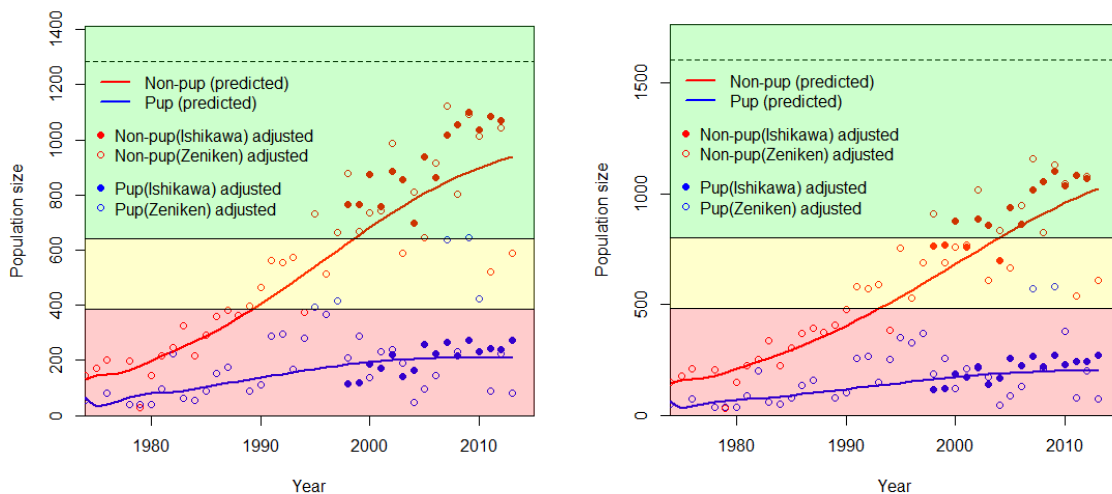 1400
1200
1000
800
600
400
200
0
Population size
Non-pup (predicted)
Pup (predicted)
Non-pup(Ishikawa) adjusted
Non-pup(Zeniken) adjusted
Pup(Ishikawa) adjusted
Pup(Zeniken) adjusted
1980 1990 2000 2010
Year
1500
1000
500
0
Population size
Non-pup (predicted)
Pup (predicted)
Non-pup(Ishikawa) adjusted
Non-pup(Zeniken) adjusted
Pup(Ishikawa) adjusted
Pup(Zeniken) adjusted
1980 1990 2000 2010
Year